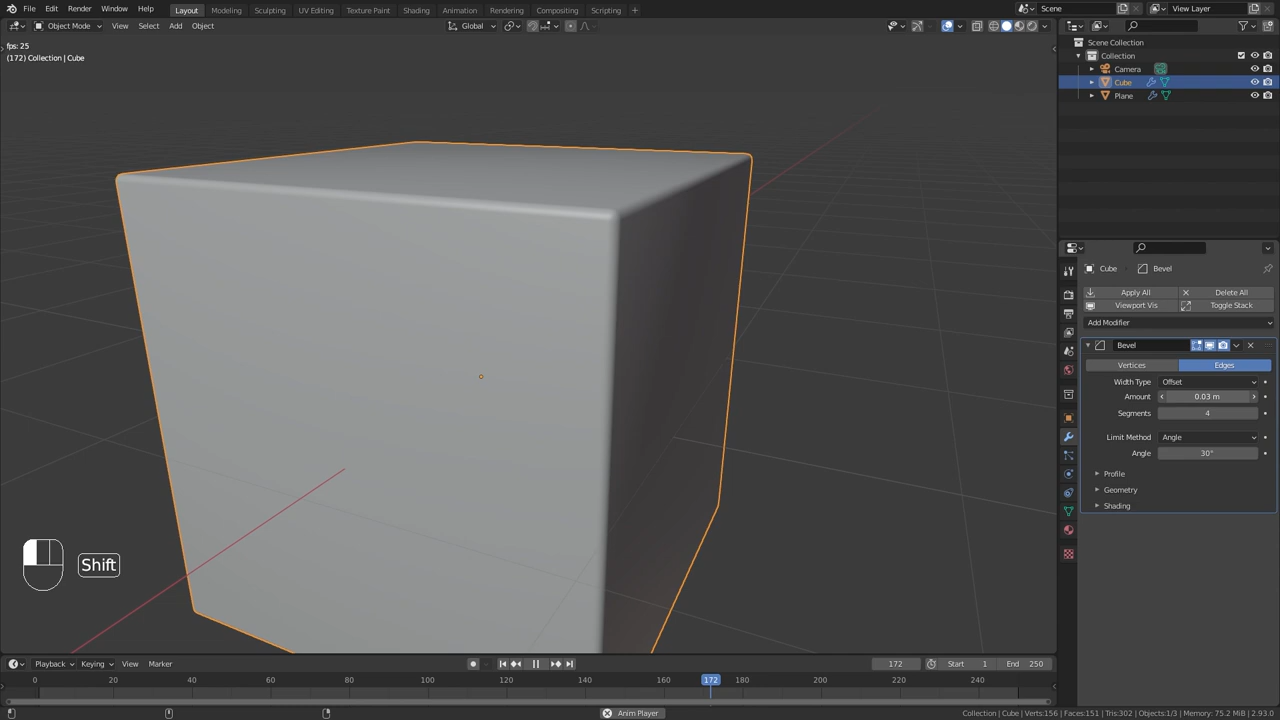 File Edit Render Window Help Layout Modeling Sculpting UV Editing Texture Paint Shading Animation Rendering Compositing Scripting + Scene View Layer
Object Mode View Select Add Object Global
fps: 25
(172) Collection | Cube
Scene Collection
Collection
Camera
Cube
Plane
Cube Bevel
Apply All Delete All
Viewport Vis Toggle Stack
Add Modifier
Bevel
Vertices Edges
Width Type Offset
Amount 0.03 m
Segments 4
Limit Method Angle
Angle 30°
Profile
Geometry
Shading
Shift
Playback Keying View Marker 172 Start 1 End 250
0 20 40 60 80 100 120 140 160 172 180 200 220 240
Anim Player Collection | Cube | Verts:156 | Faces:151 | Tris:302 | Objects:1/3 | Memory: 75.2 MiB | 2.93.0